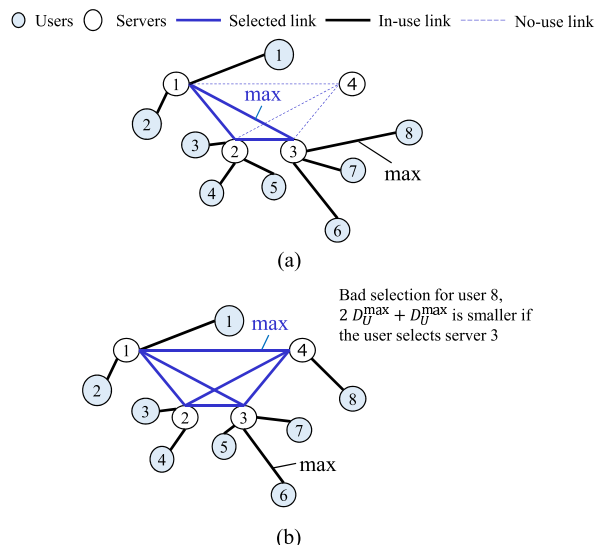 Users Servers Selected link In-use link No-use link
1
1
4
max
2
8
3
2
3
7
max
5
4
6
(a)
Bad selection for user 8,
2 D_U^max + D_U^max is smaller if
the user selects server 3
1
max
1
4
2
8
3
2
3
7
5
4
max
6
(b)